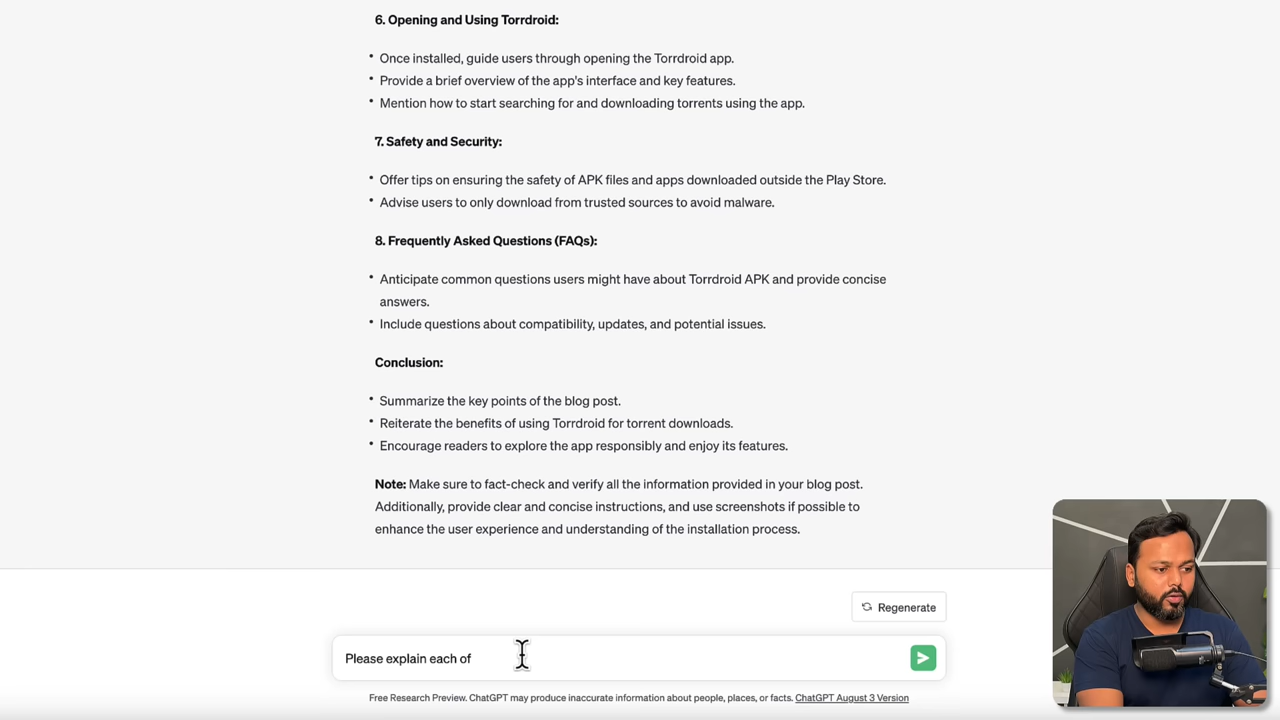 6. Opening and Using Torrdroid:
• Once installed, guide users through opening the Torrdroid app.
• Provide a brief overview of the app's interface and key features.
• Mention how to start searching for and downloading torrents using the app.
7. Safety and Security:
• Offer tips on ensuring the safety of APK files and apps downloaded outside the Play Store.
• Advise users to only download from trusted sources to avoid malware.
8. Frequently Asked Questions (FAQs):
• Anticipate common questions users might have about Torrdroid APK and provide concise
answers.
• Include questions about compatibility, updates, and potential issues.
Conclusion:
• Summarize the key points of the blog post.
• Reiterate the benefits of using Torrdroid for torrent downloads.
• Encourage readers to explore the app responsibly and enjoy its features.
Note: Make sure to fact-check and verify all the information provided in your blog post.
Additionally, provide clear and concise instructions, and use screenshots if possible to
enhance the user experience and understanding of the installation process.
Regenerate
Please explain each of
Free Research Preview. ChatGPT may produce inaccurate information about people, places, or facts. ChatGPT August 3 Version